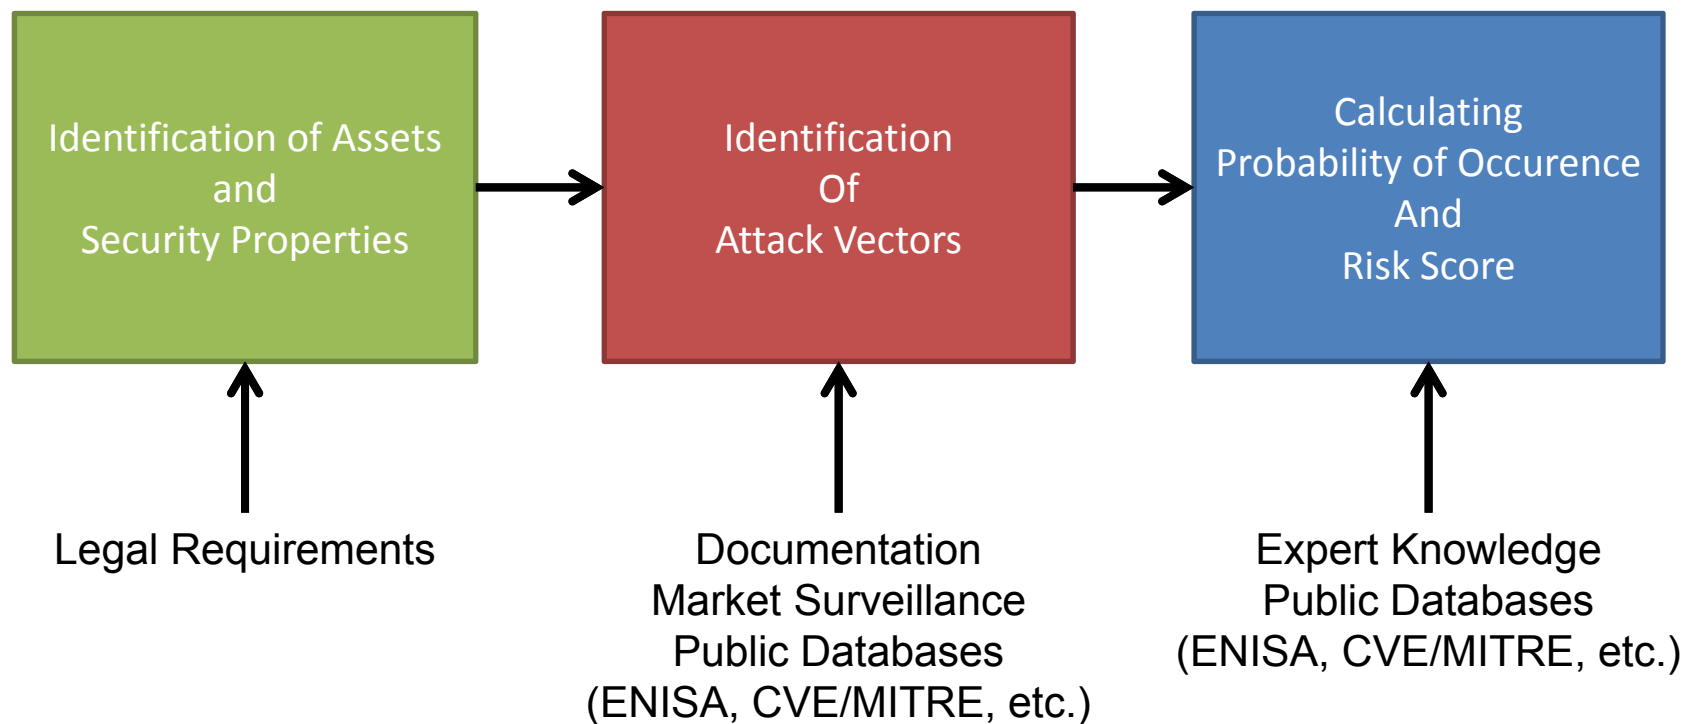 Identification of Assets
and
Security Properties
Identification
Of
Attack Vectors
Calculating
Probability of Occurence
And
Risk Score
Legal Requirements
Documentation
Market Surveillance
Public Databases
(ENISA, CVE/MITRE, etc.)
Expert Knowledge
Public Databases
(ENISA, CVE/MITRE, etc.)